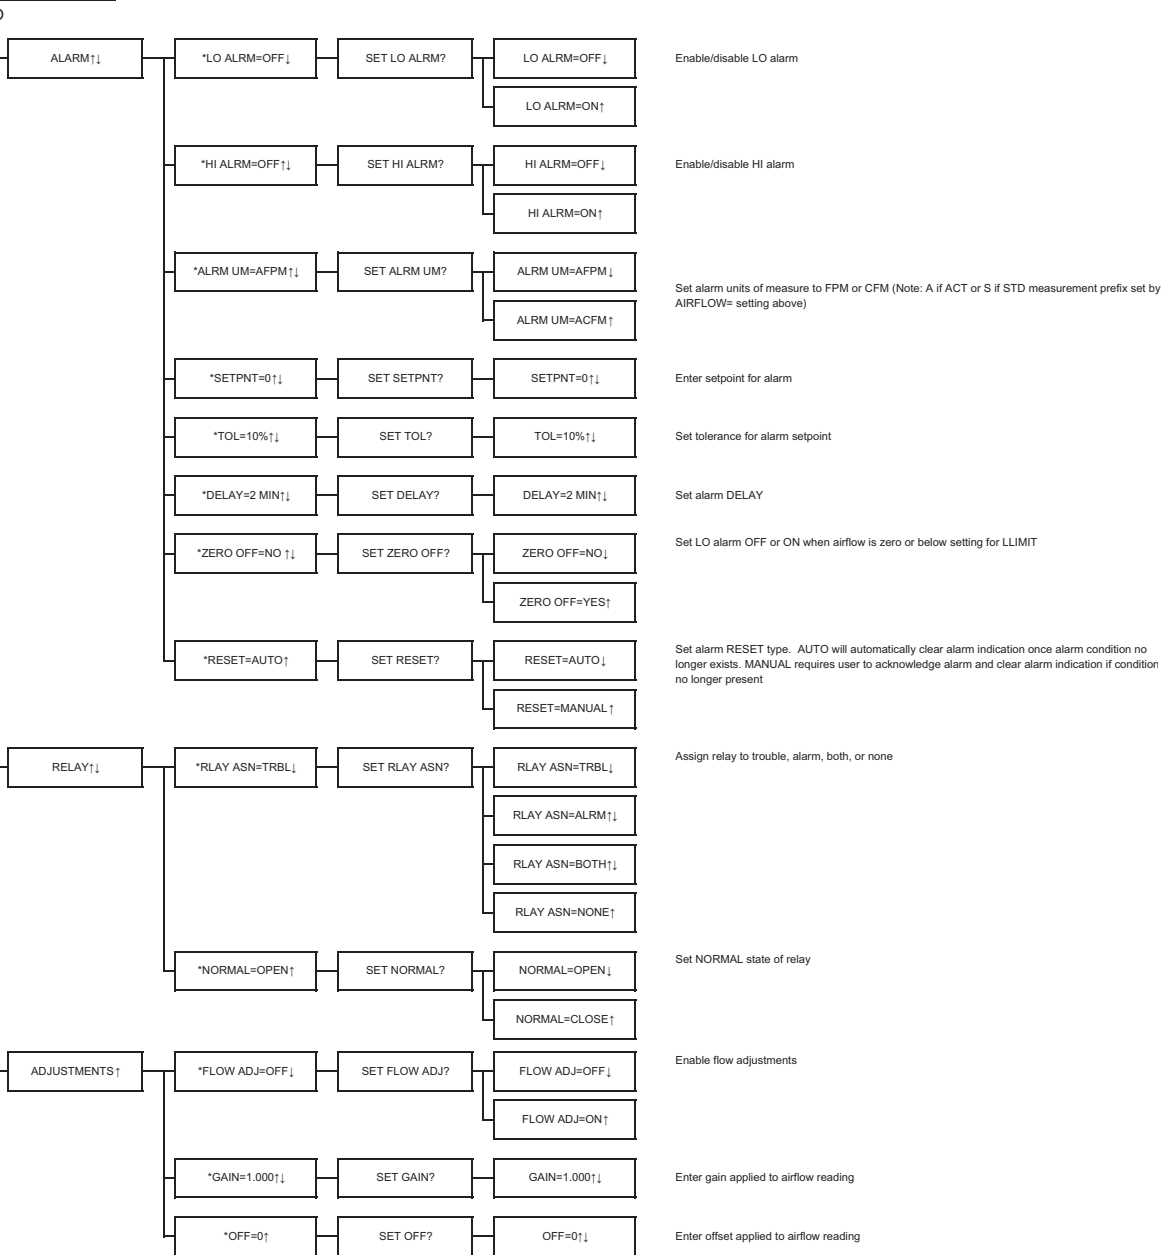 ALARM↑↓
*LO ALRM=OFF↓
SET LO ALRM?
LO ALRM=OFF↓
Enable/disable LO alarm
LO ALRM=ON↑
*HI ALRM=OFF↑↓
SET HI ALRM?
HI ALRM=OFF↓
Enable/disable HI alarm
HI ALRM=ON↑
*ALRM UM=AFPM↑↓
SET ALRM UM?
ALRM UM=AFPM↓
Set alarm units of measure to FPM or CFM (Note: A if ACT or S if STD measurement prefix set by
AIRFLOW= setting above)
ALRM UM=ACFM↑
*SETPNT=0↑↓
SET SETPNT?
SETPNT=0↑↓
Enter setpoint for alarm
*TOL=10%↑↓
SET TOL?
TOL=10%↑↓
Set tolerance for alarm setpoint
*DELAY=2 MIN↑↓
SET DELAY?
DELAY=2 MIN↑↓
Set alarm DELAY
*ZERO OFF=NO ↑↓
SET ZERO OFF?
ZERO OFF=NO↓
Set LO alarm OFF or ON when airflow is zero or below setting for LLIMIT
ZERO OFF=YES↑
*RESET=AUTO↑
SET RESET?
RESET=AUTO↓
Set alarm RESET type.  AUTO will automatically clear alarm indication once alarm condition no
longer exists. MANUAL requires user to acknowledge alarm and clear alarm indication if condition
no longer present
RESET=MANUAL↑
RELAY↑↓
*RLAY ASN=TRBL↓
SET RLAY ASN?
RLAY ASN=TRBL↓
Assign relay to trouble, alarm, both, or none
RLAY ASN=ALRM↑↓
RLAY ASN=BOTH↑↓
RLAY ASN=NONE↑
*NORMAL=OPEN↑
SET NORMAL?
NORMAL=OPEN↓
Set NORMAL state of relay
NORMAL=CLOSE↑
ADJUSTMENTS↑
*FLOW ADJ=OFF↓
SET FLOW ADJ?
FLOW ADJ=OFF↓
Enable flow adjustments
FLOW ADJ=ON↑
*GAIN=1.000↑↓
SET GAIN?
GAIN=1.000↑↓
Enter gain applied to airflow reading
*OFF=0↑
SET OFF?
OFF=0↑↓
Enter offset applied to airflow reading